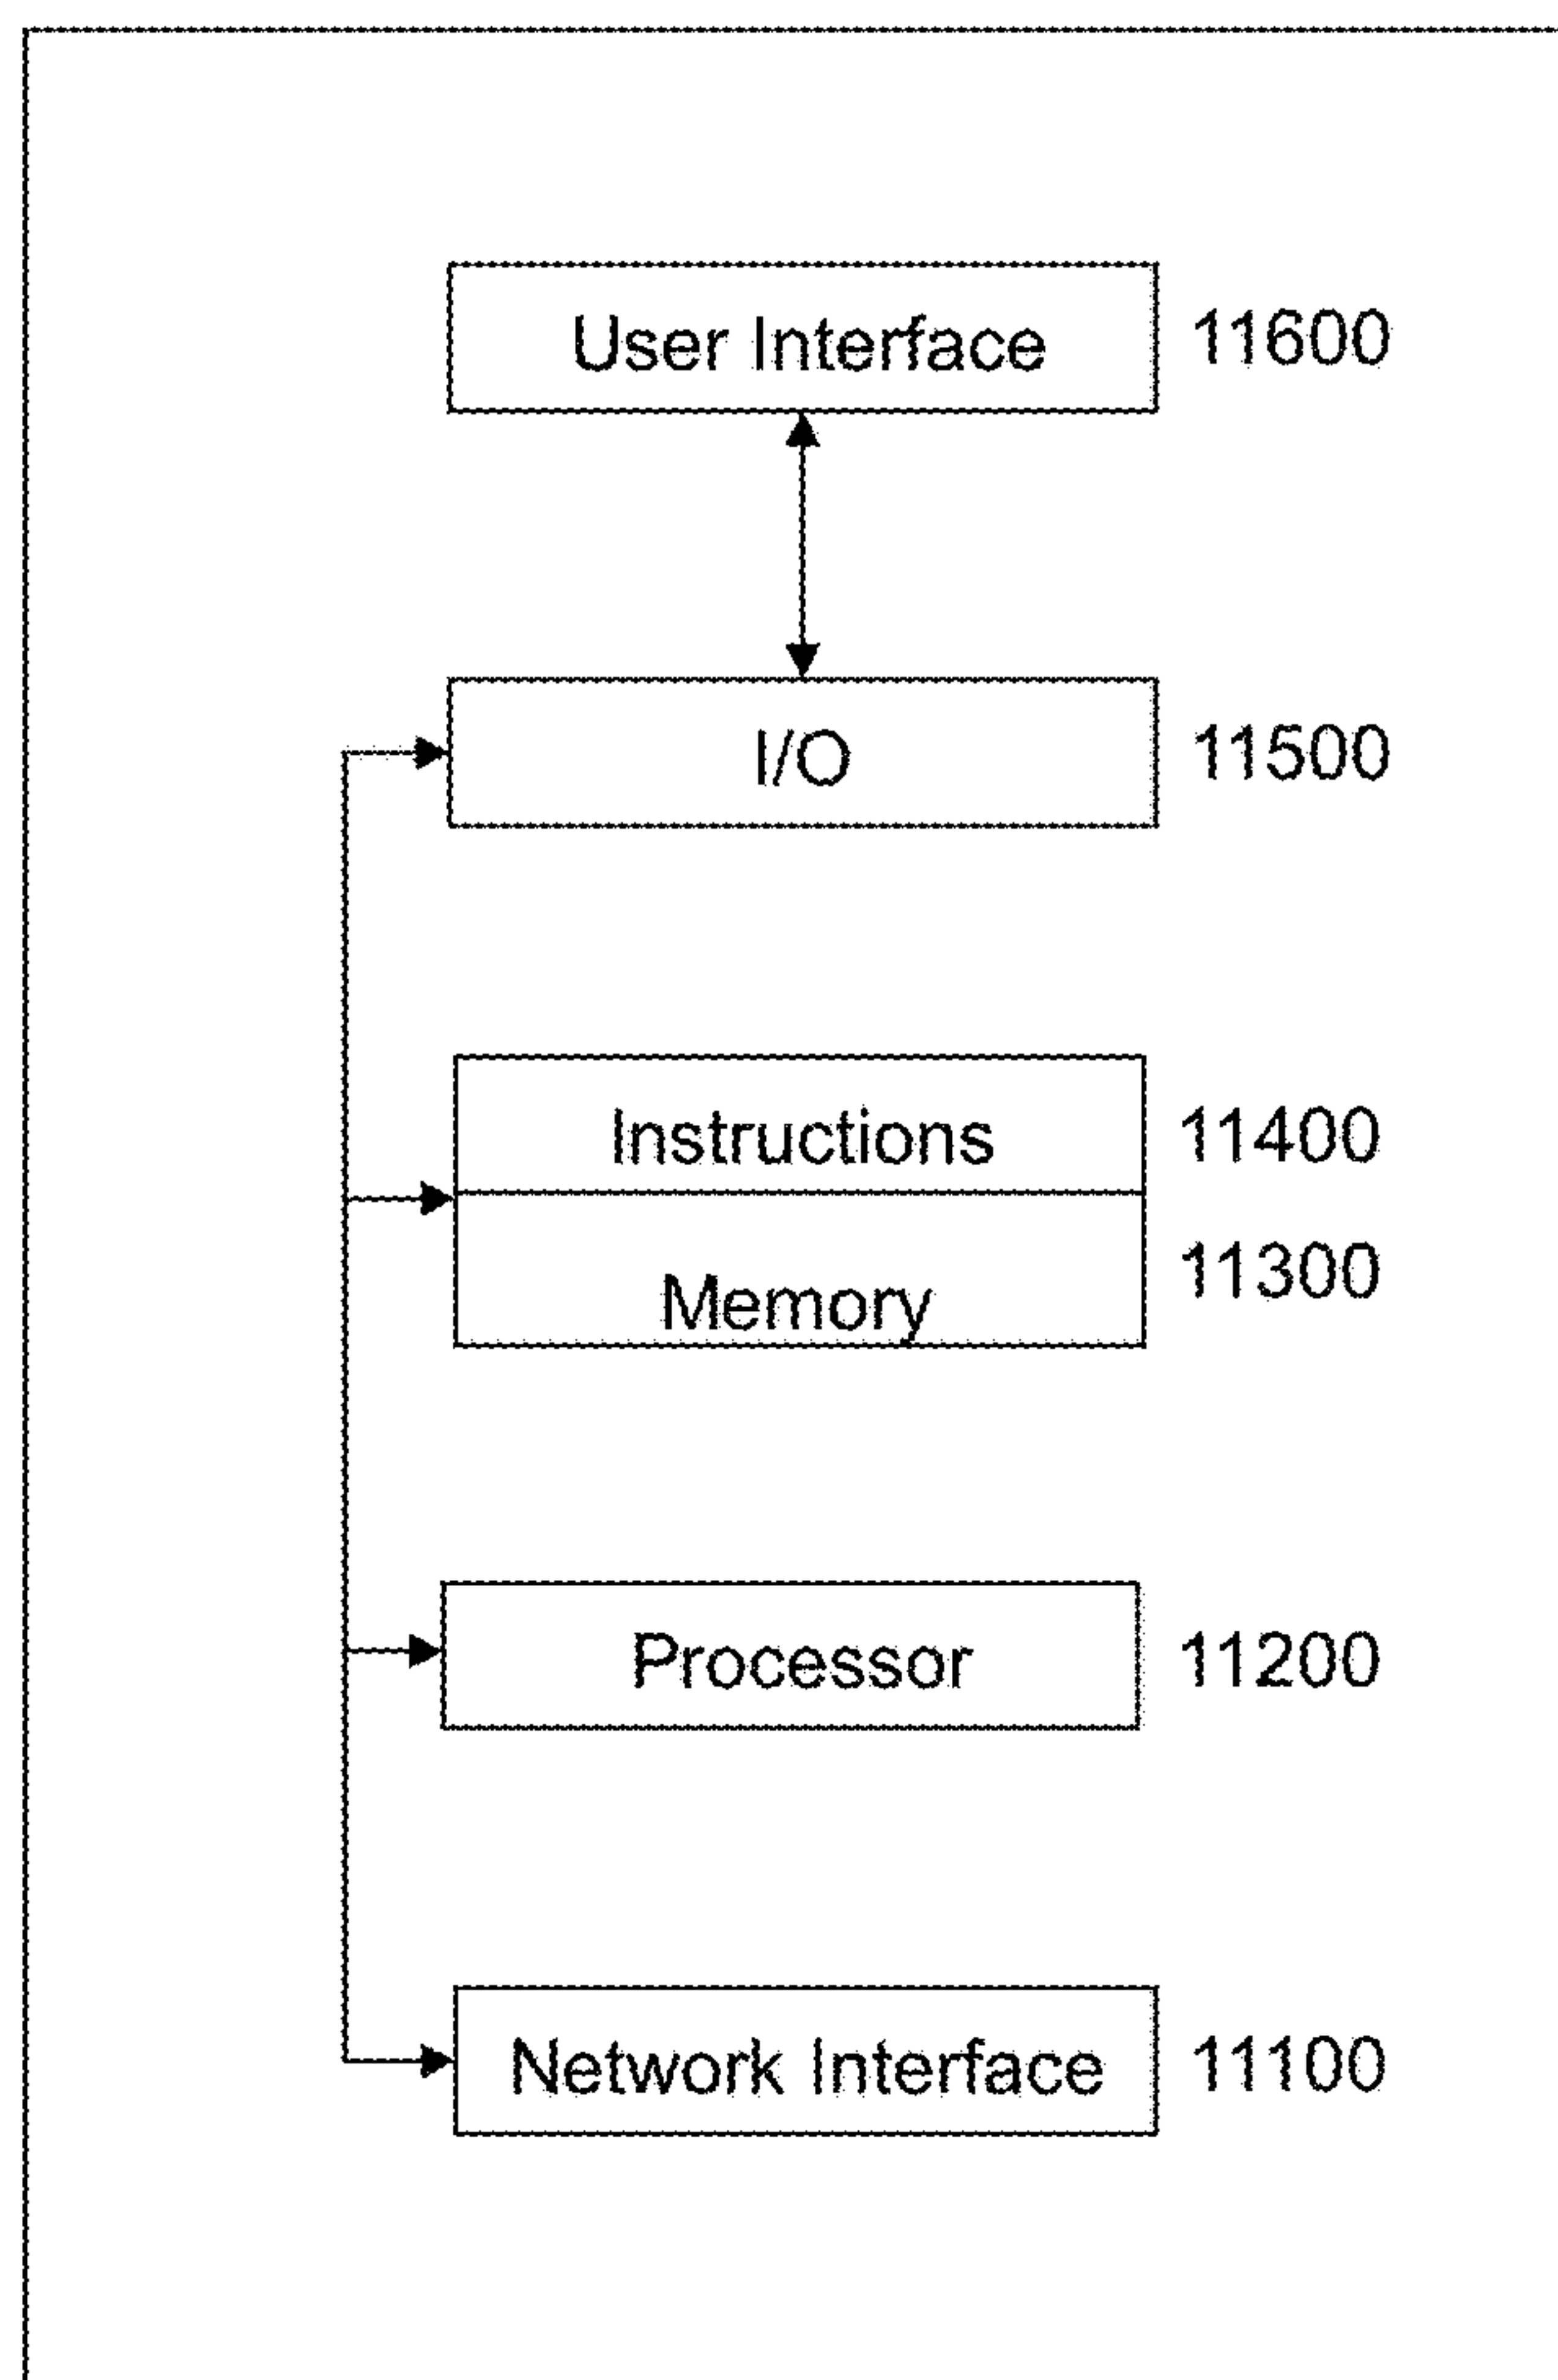 User Interface 11600
I/O 11500
Instructions 11400
Memory 11300
Processor 11200
Network Interface 11100